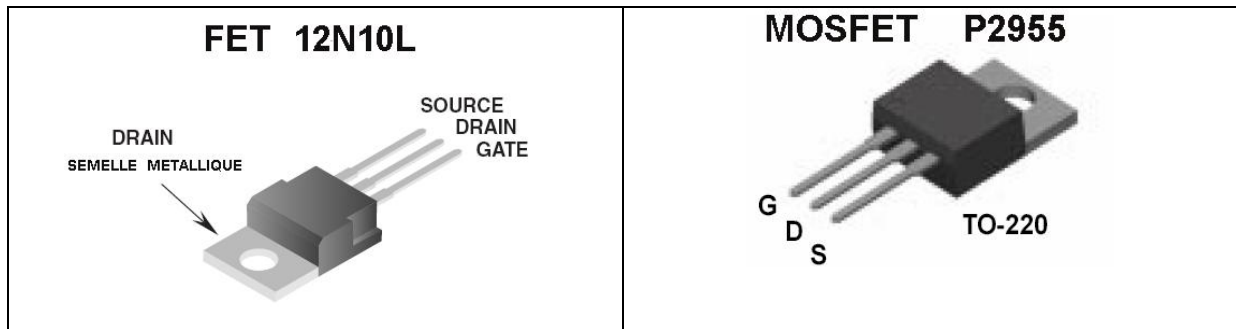 FET 12N10L
SOURCE
DRAIN
GATE
DRAIN
SEMELLE METALLIQUE
MOSFET P2955
G
D
S
TO-220